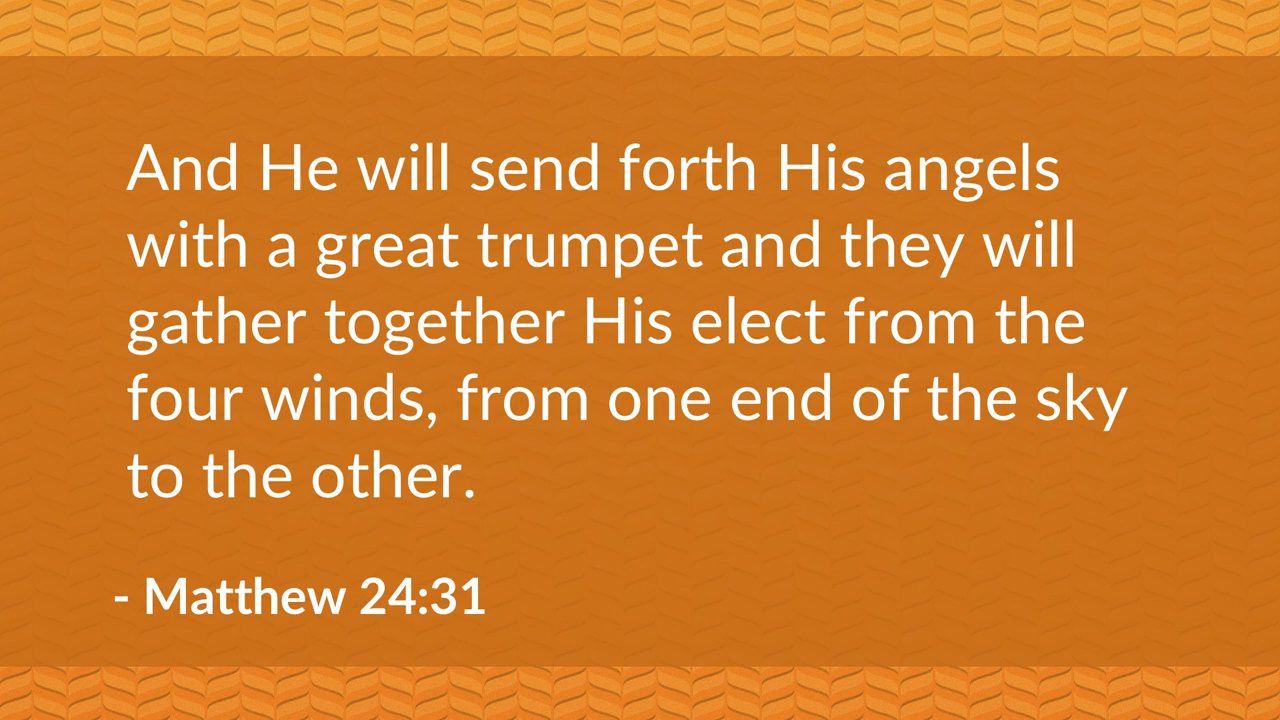 And He will send forth His angels
with a great trumpet and they will
gather together His elect from the
four winds, from one end of the sky
to the other.
- Matthew 24:31